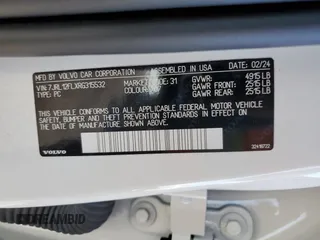 MFD BY VOLVO CAR CORPORATION ASSEMBLED IN USA DATE: 02/24
VIN:7JRL12FLXRG315532 MARKET CODE: 31 GVWR: 4915 LB
TYPE: PC COLOUR: GAWR FRONT: 2515 LB
GAWR REAR: 2515 LB
THIS VEHICLE CONFORMS TO ALL APPLICABLE FEDERAL MOTOR VEHICLE
SAFETY, BUMPER AND THEFT PREVENTION STANDARDS IN EFFECT ON
THE DATE OF MANUFACTURE SHOWN ABOVE.
VOLVO 32419722